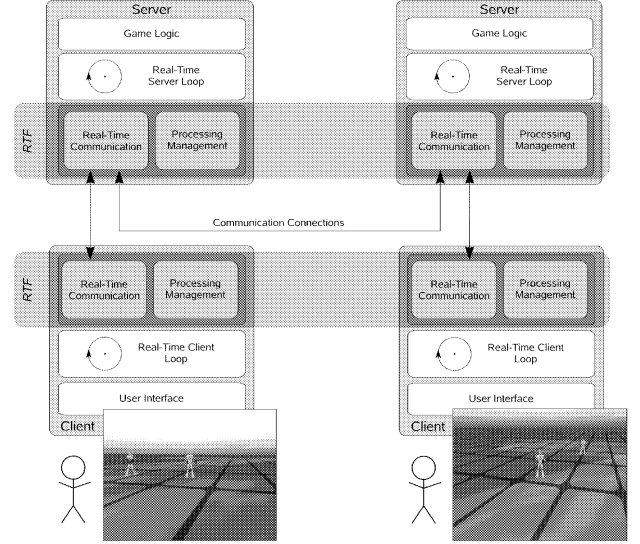 Server
Server
Game Logic
Game Logic
Real-Time
Server Loop
Real-Time
Server Loop
RTF
Real-Time
Communication
Processing
Management
Real-Time
Communication
Processing
Management
Communication Connections
RTF
Real-Time
Communication
Processing
Management
Real-Time
Communication
Processing
Management
Real-Time Client
Loop
Real-Time Client
Loop
User Interface
User Interface
Client
Client